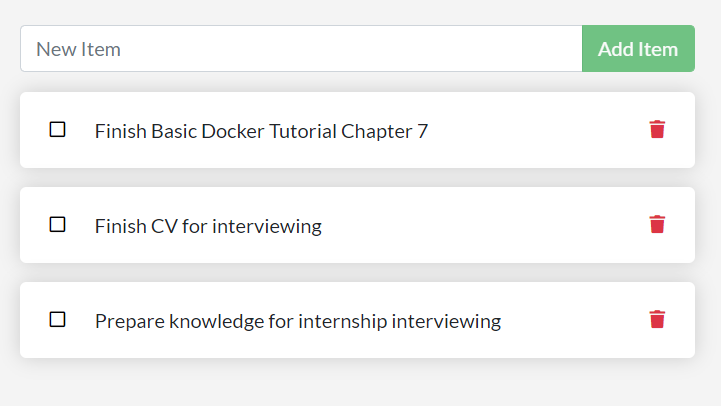 New Item
Add Item
Finish Basic Docker Tutorial Chapter 7
Finish CV for interviewing
Prepare knowledge for internship interviewing